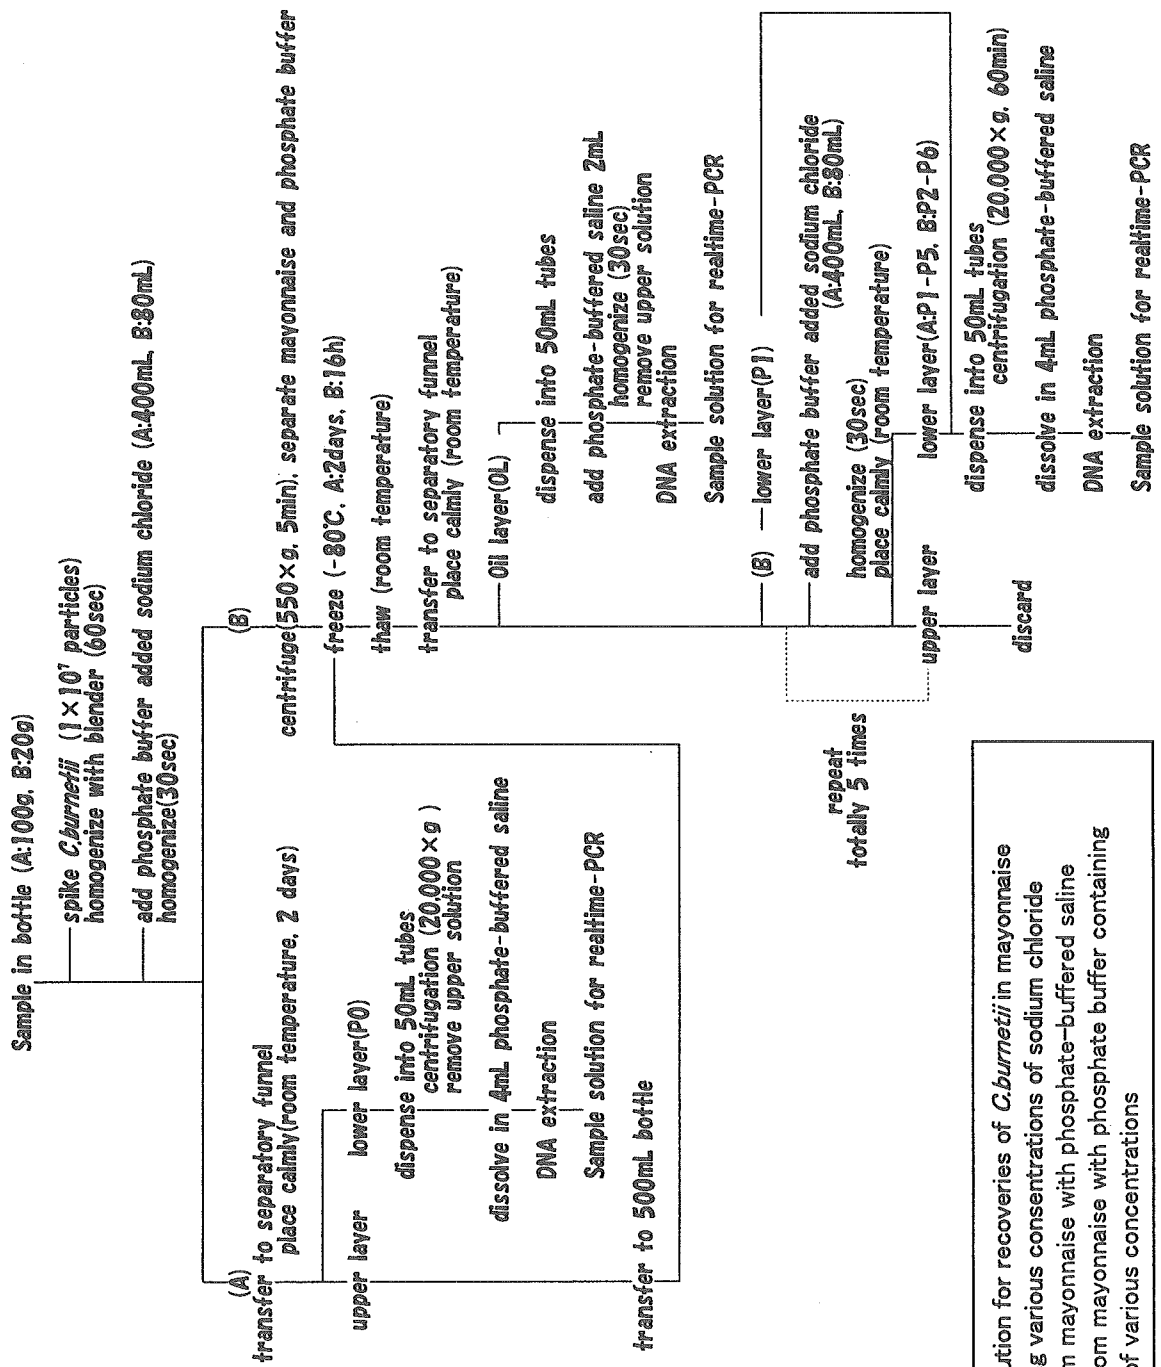 Sample in bottle (A:100g, B:20g)
spike C.burnetii (1×10⁷ particles)
homogenize with blender (60sec)
add phosphate buffer added sodium chloride (A:400mL, B:80mL)
homogenize(30sec)
(A)
transfer to separatory funnel
place calmly(room temperature, 2 days)
upper layer
lower layer(P0)
dispense into 50mL tubes
centrifugation (20,000×g )
remove upper solution
dissolve in 4mL phosphate-buffered saline
DNA extraction
Sample solution for realtime-PCR
transfer to 500mL bottle
(B)
centrifuge(550×g, 5min), separate mayonnaise and phosphate buffer
freeze (-80℃, A:2days, B:16h)
thaw (room temperature)
transfer to separatory funnel
place calmly (room temperature)
Oil layer(OL)
dispense into 50mL tubes
add phosphate-buffered saline 2mL
homogenize (30sec)
remove upper solution
DNA extraction
Sample solution for realtime-PCR
(B) — lower layer(P1)
add phosphate buffer added sodium chloride
(A:400mL, B:80mL)
homogenize (30sec)
place calmly (room temperature)
repeat
totally 5 times
upper layer
discard
lower layer(A:P1-P5, B:P2-P6)
dispense into 50mL tubes
centrifugation (20,000×g, 60min)
dissolve in 4mL phosphate-buffered saline
DNA extraction
Sample solution for realtime-PCR
ution for recoveries of C.burnetii in mayonnaise
g various consentrations of sodium chloride
m mayonnaise with phosphate-buffered saline
om mayonnaise with phosphate buffer containing
of various concentrations